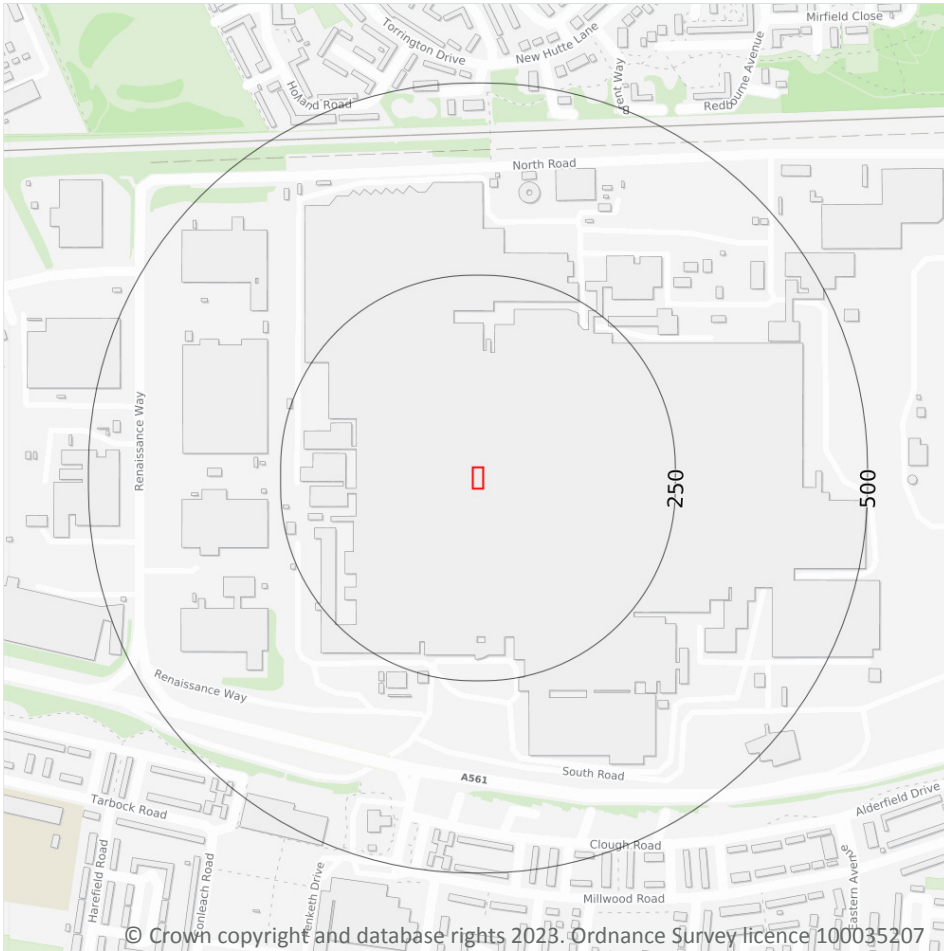 Mirfield Close
Torrington Drive
New Hutte Lane
Holland Road
Redbourne Avenue
North Road
Renaissance Way
250
500
Renaissance Way
A561
South Road
Tarbock Road
Alderfield Drive
Clough Road
Harefield Road
Millwood Road
Eastern Avenue
© Crown copyright and database rights 2023. Ordnance Survey licence 100035207